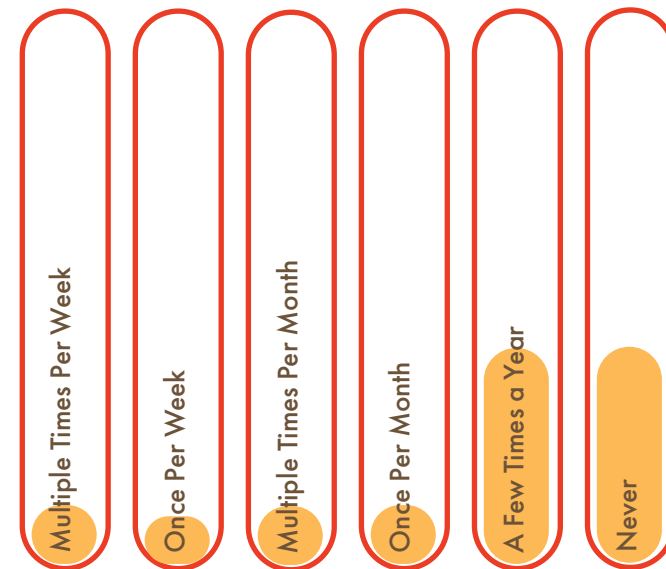 Multiple Times Per Week
Once Per Week
Multiple Times Per Month
Once Per Month
A Few Times a Year
Never